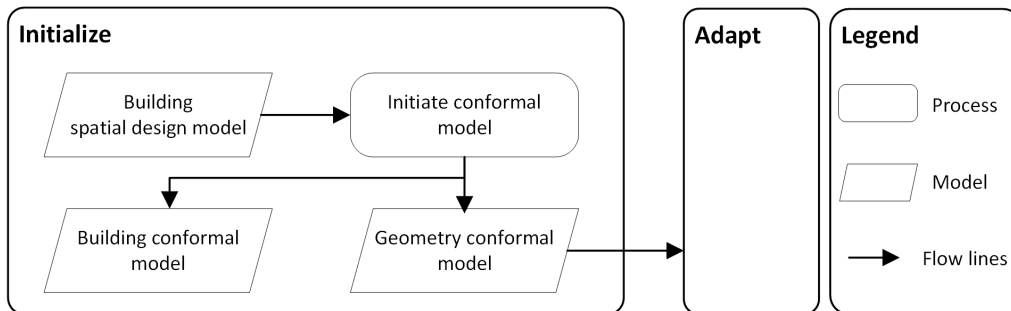 Initialize
Building
spatial design model
Initiate conformal
model
Building conformal
model
Geometry conformal
model
Adapt
Legend
Process
Model
Flow lines